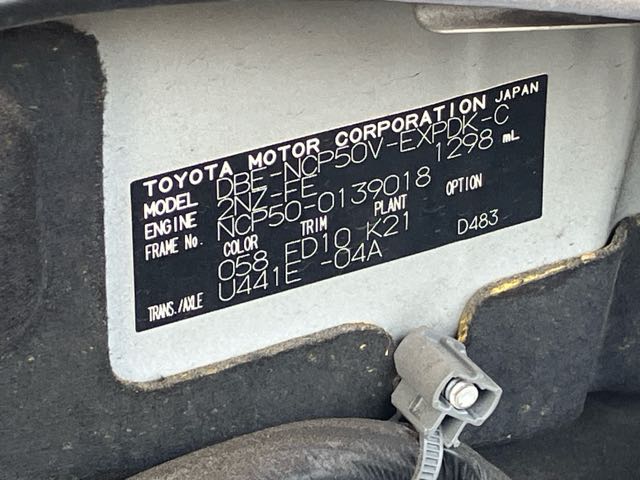 TOYOTA MOTOR CORPORATION JAPAN
MODEL DBE-NCP50V-EXPDK-C
ENGINE 2NZ-FE 1298 mL
FRAME No. NCP50-0139018
COLOR TRIM PLANT OPTION
058 FD10 K21 D483
TRANS./AXLE U441E -04A